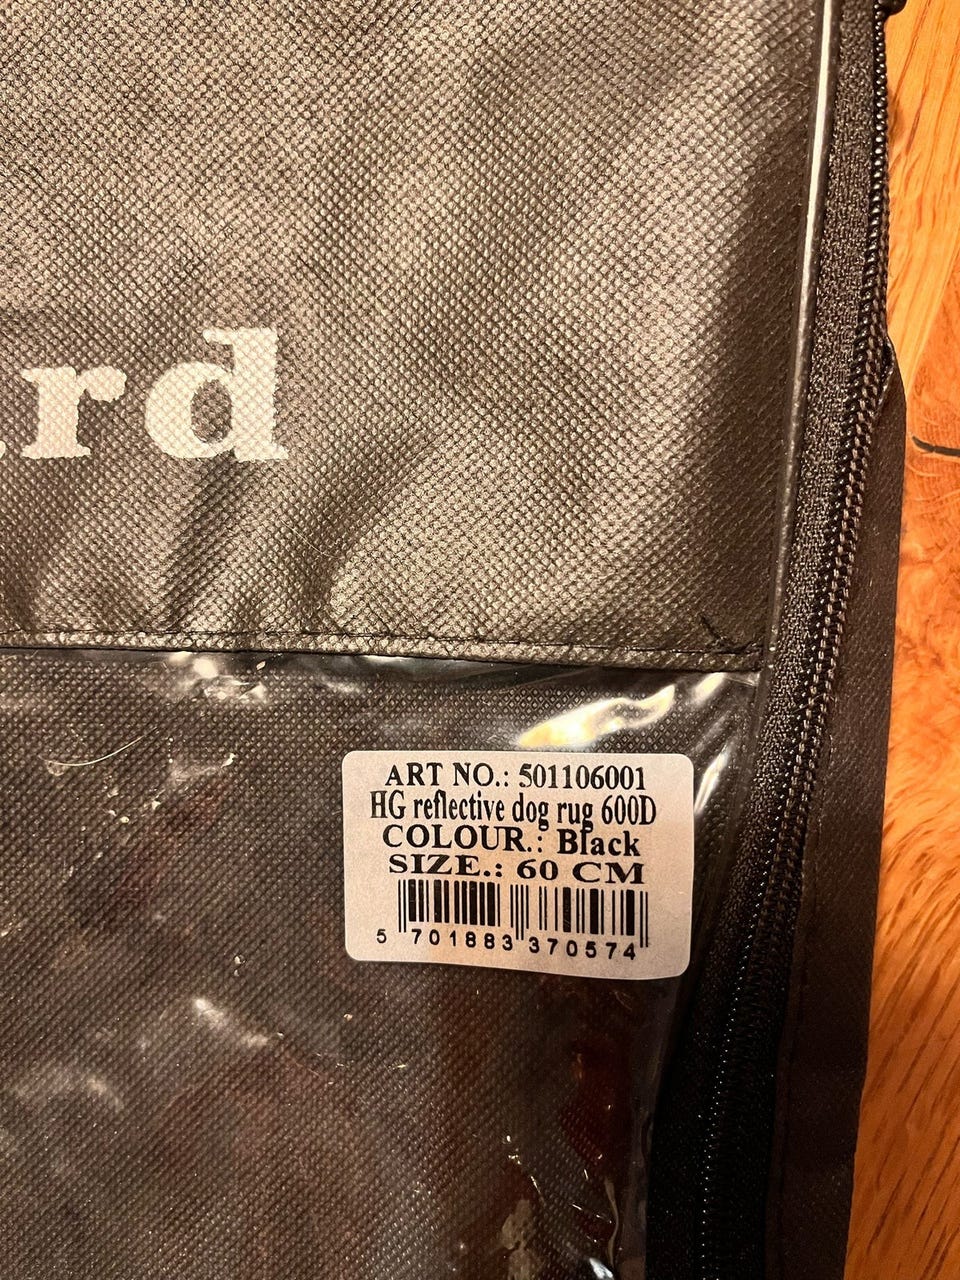 rd
ART NO.: 501106001
HG reflective dog rug 600D
COLOUR.: Black
SIZE.: 60 CM
5 701883 370574